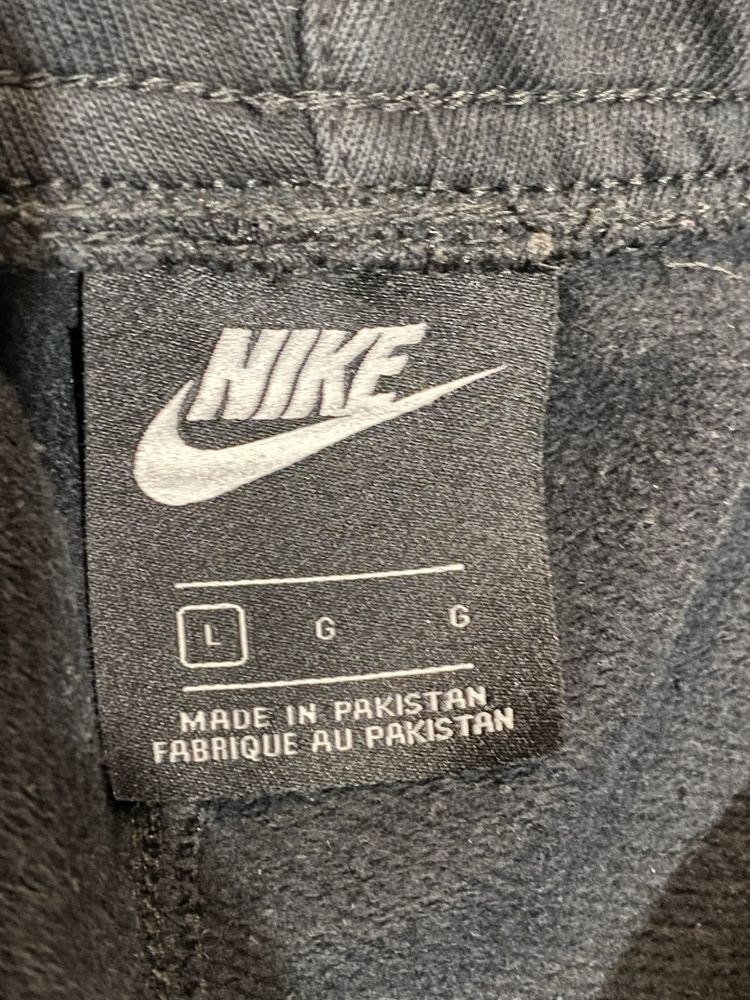 NIKE
L G G
MADE IN PAKISTAN
FABRIQUE AU PAKISTAN